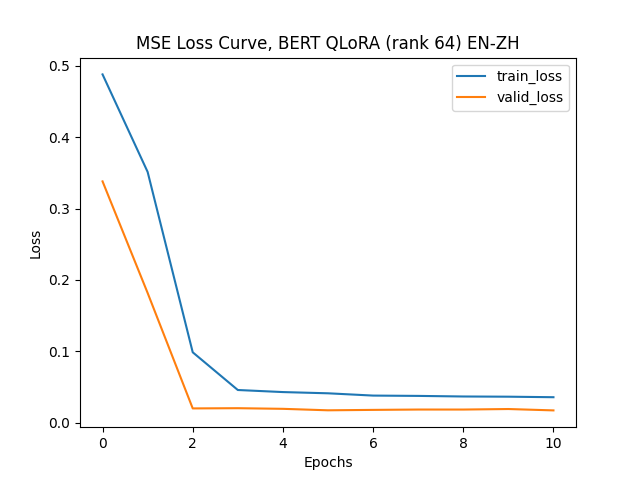 MSE Loss Curve, BERT QLoRA (rank 64) EN-ZH
train_loss
valid_loss
0.5
0.4
0.3
0.2
0.1
0.0
Loss
0 2 4 6 8 10
Epochs